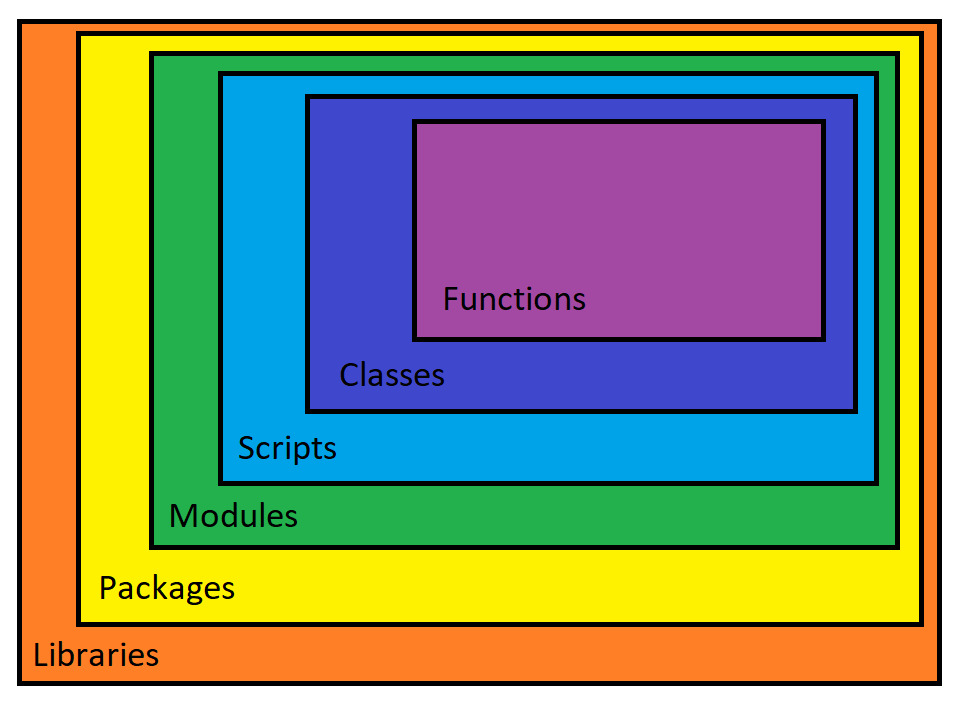 Functions
Classes
Scripts
Modules
Packages
Libraries